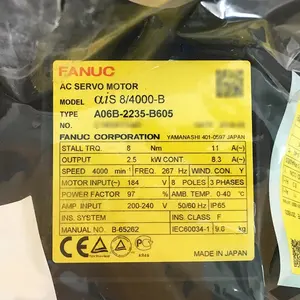 FANUC
AC SERVO MOTOR
MODEL αiS 8/4000-B
TYPE A06B-2235-B605
NO.
FANUC CORPORATION YAMANASHI 401-0597 JAPAN
STALL TRQ. 8 Nm 11 A(~)
OUTPUT 2.5 kW CONT. 8.3 A(~)
SPEED 4000 min⁻¹ FREQ. 267 Hz WIND. CON. Y
MOTOR INPUT(~) 184 V 8 POLES 3 PHASES
POWER FACTOR 97 % AMB. TEMP. 0-40 °C
AMP. INPUT 200-240 V 50/60 Hz IP65
INS. SYSTEM INS. CLASS F
MANUAL NO. B-65262 IEC60034-1 9.0 kg
CE
MADE IN JAPAN